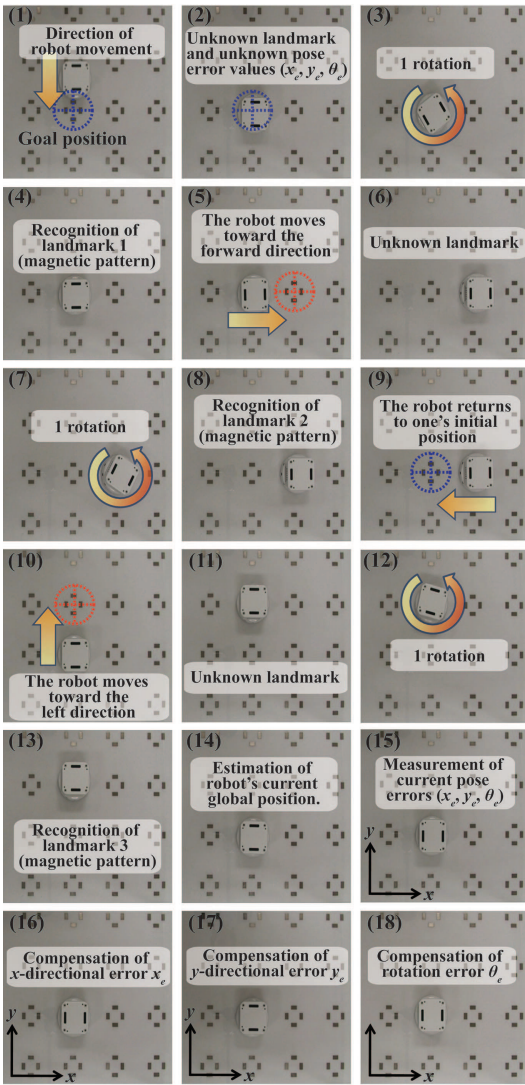 (1)
Direction of
robot movement
Goal position
(2)
Unknown landmark
and unknown pose
error values (xe, ye, θe)
(3)
1 rotation
(4)
Recognition of
landmark 1
(magnetic pattern)
(5)
The robot moves
toward the
forward direction
(6)
Unknown landmark
(7)
1 rotation
(8)
Recognition of
landmark 2
(magnetic pattern)
(9)
The robot returns
to one's initial
position
(10)
The robot moves
toward the
left direction
(11)
Unknown landmark
(12)
1 rotation
(13)
Recognition of
landmark 3
(magnetic pattern)
(14)
Estimation of
robot's current
global position.
(15)
Measurement of
current pose
errors (xe, ye, θe)
y
x
(16)
Compensation of
x-directional error xe
y
x
(17)
Compensation of
y-directional error ye
y
x
(18)
Compensation of
rotation error θe
y
x